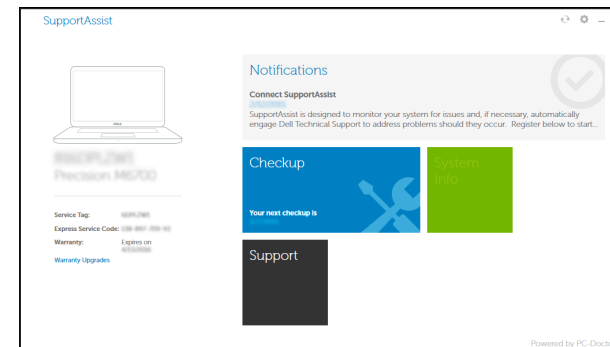 SupportAssist
Notifications
Connect SupportAssist
SupportAssist is designed to monitor your system for issues and, if necessary, automatically
engage Dell Technical Support to address problems should they occur. Register below to start...
DELL
Precision M6700
Checkup
System
Info
Your next checkup is
Service Tag:
Express Service Code:
Warranty: Expires on
Warranty Upgrades
Support
Powered by PC-Docto